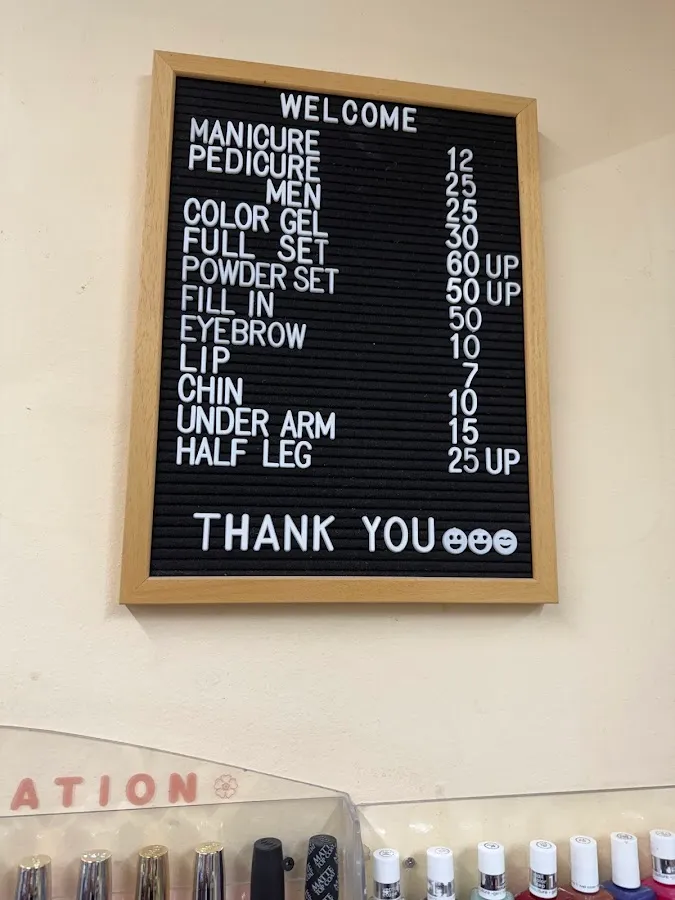 WELCOME
MANICURE 12
PEDICURE 25
MEN 25
COLOR GEL 30
FULL SET 60 UP
POWDER SET 50 UP
FILL IN 50
EYEBROW 10
LIP 7
CHIN 10
UNDER ARM 15
HALF LEG 25 UP
THANK YOU
ATION
MATTE